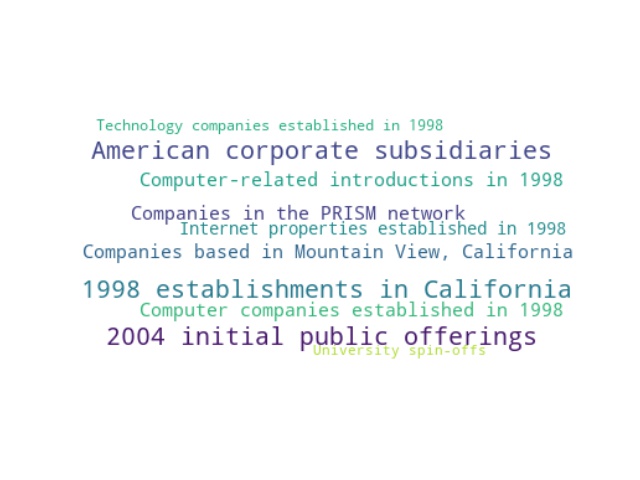 Technology companies established in 1998
American corporate subsidiaries
Computer-related introductions in 1998
Companies in the PRISM network
Internet properties established in 1998
Companies based in Mountain View, California
1998 establishments in California
Computer companies established in 1998
2004 initial public offerings
University spin-offs